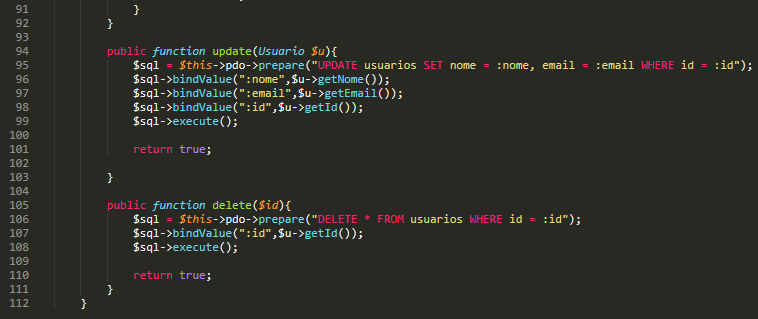 91 }
92 }
93
94 public function update(Usuario $u){
95 $sql = $this->pdo->prepare("UPDATE usuarios SET nome = :nome, email = :email WHERE id = :id");
96 $sql->bindValue(":nome",$u->getNome());
97 $sql->bindValue(":email",$u->getEmail());
98 $sql->bindValue(":id",$u->getId());
99 $sql->execute();
100
101 return true;
102
103 }
104
105 public function delete($id){
106 $sql = $this->pdo->prepare("DELETE * FROM usuarios WHERE id = :id");
107 $sql->bindValue(":id",$u->getId());
108 $sql->execute();
109
110 return true;
111 }
112 }